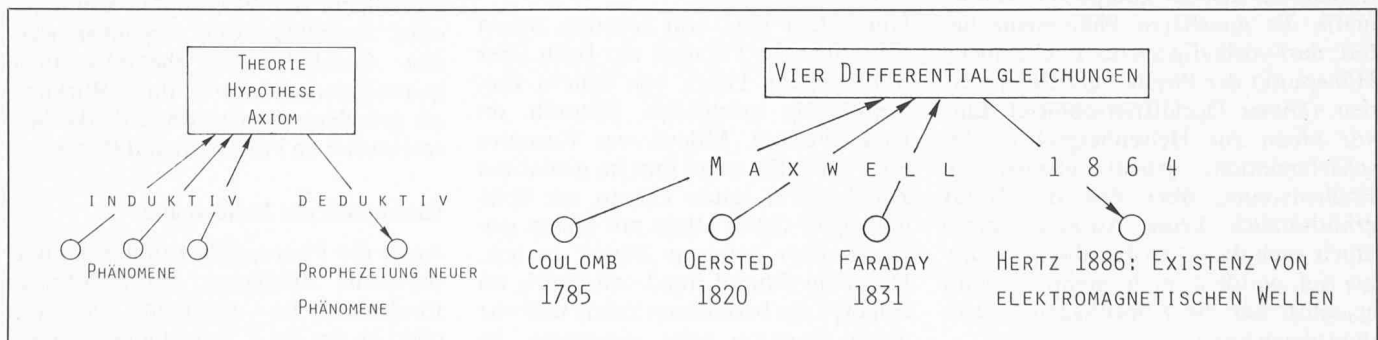 THEORIE
HYPOTHESE
AXIOM
INDUKTIV DEDUKTIV
PHÄNOMENE
PROPHEZEIUNG NEUER
PHÄNOMENE
VIER DIFFERENTIALGLEICHUNGEN
MAXWELL 1864
COULOMB
1785
OERSTED
1820
FARADAY
1831
HERTZ 1886: EXISTENZ VON
ELEKTROMAGNETISCHEN WELLEN